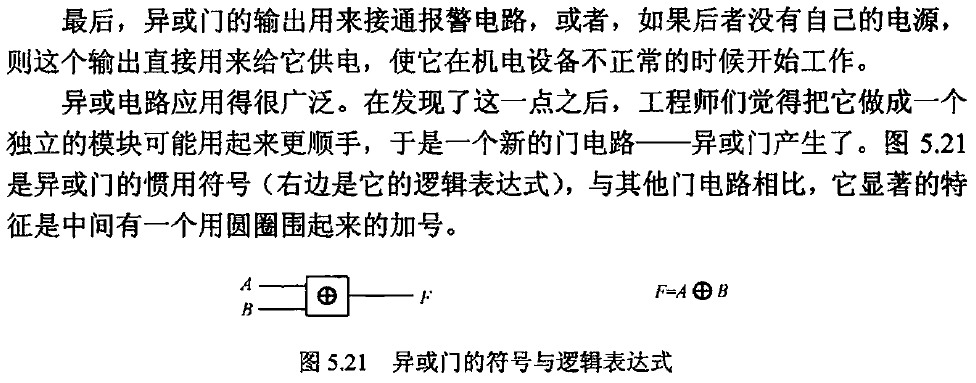 最后，异或门的输出用来接通报警电路，或者，如果后者没有自己的电源，
则这个输出直接用来给它供电，使它在机电设备不正常的时候开始工作。
异或电路应用得很广泛。在发现了这一点之后，工程师们觉得把它做成一个
独立的模块可能用起来更顺手，于是一个新的门电路——异或门产生了。图 5.21
是异或门的惯用符号（右边是它的逻辑表达式），与其他门电路相比，它显著的特
征是中间有一个用圆圈围起来的加号。
A
B
⊕
F
F=A⊕B
图 5.21 异或门的符号与逻辑表达式